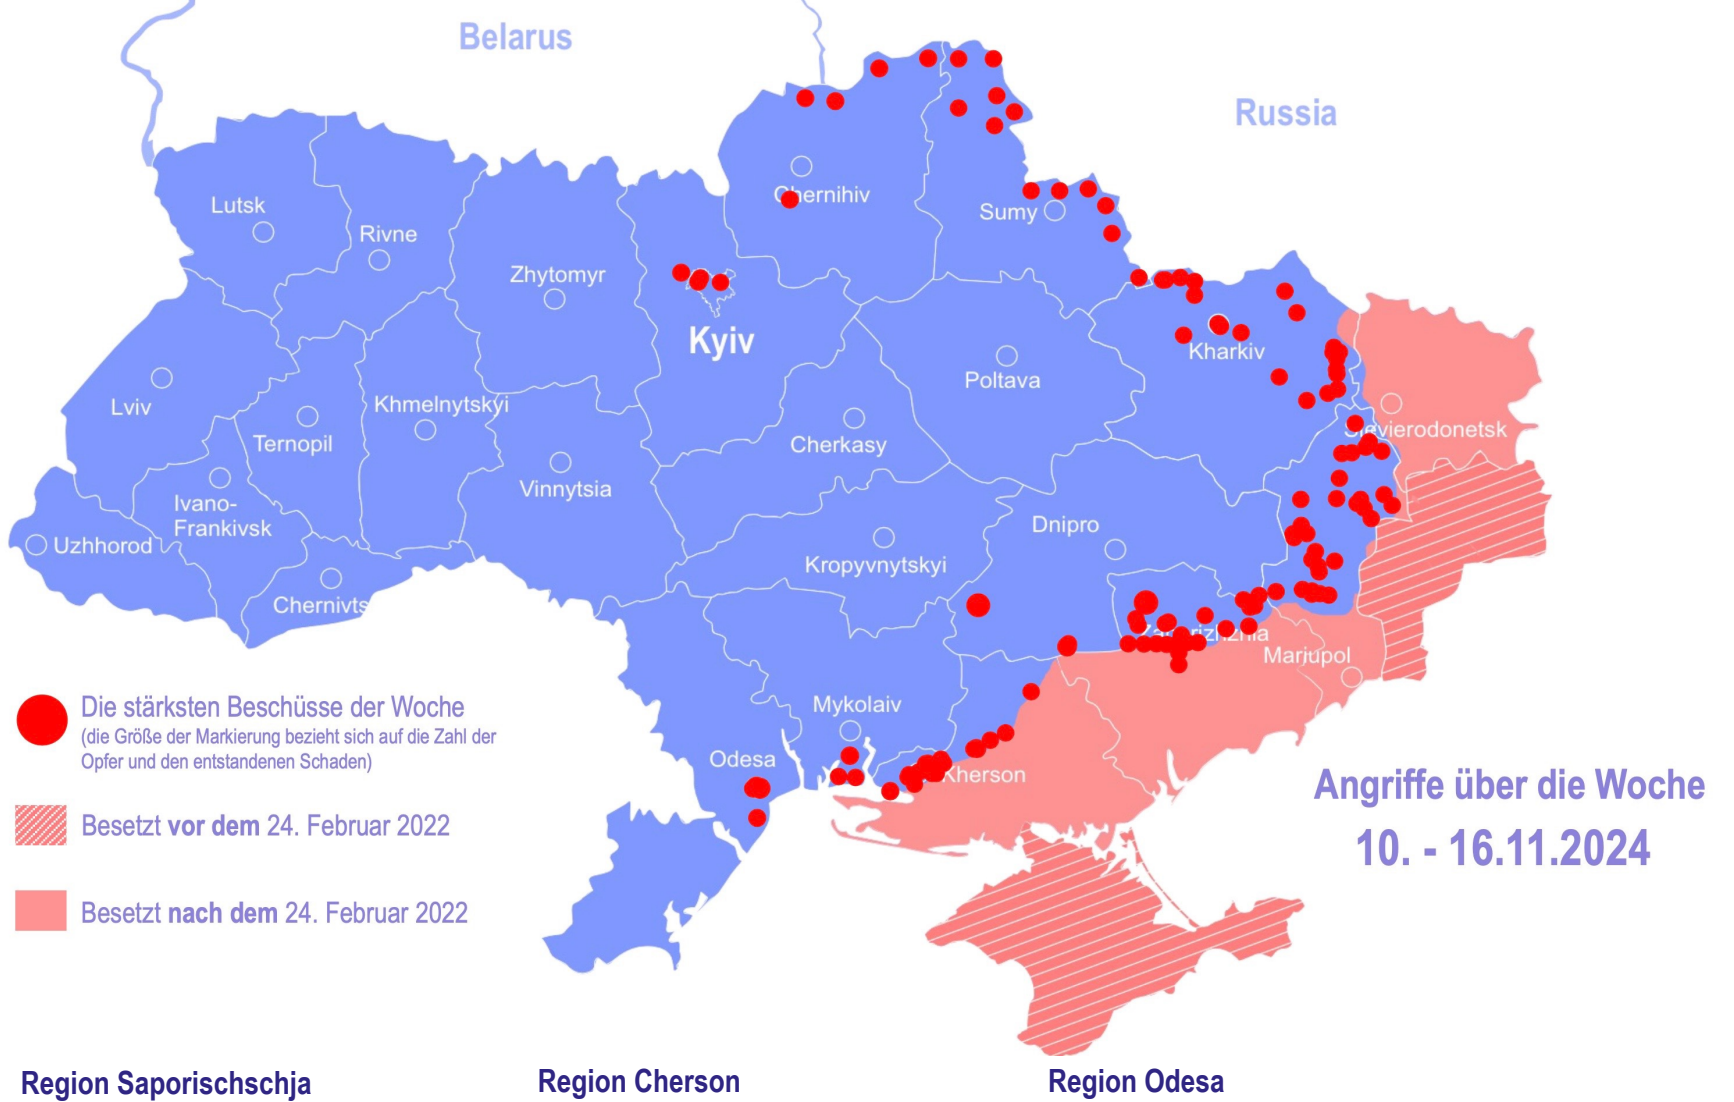 Belarus
Russia
Lutsk
Rivne
Zhytomyr
Chernihiv
Sumy
Kyiv
Kharkiv
Poltava
Lviv
Ternopil
Khmelnytskyi
Vinnytsia
Cherkasy
Sievierodonetsk
Ivano-
Frankivsk
Uzhhorod
Chernivts
Kropyvnytskyi
Dnipro
Zaporizhzhia
Mariupol
Mykolaiv
Odesa
Kherson
Die stärksten Beschüsse der Woche
(die Größe der Markierung bezieht sich auf die Zahl der
Opfer und den entstandenen Schaden)
Besetzt vor dem 24. Februar 2022
Besetzt nach dem 24. Februar 2022
Angriffe über die Woche
10. - 16.11.2024
Region Saporischschja
Region Cherson
Region Odesa